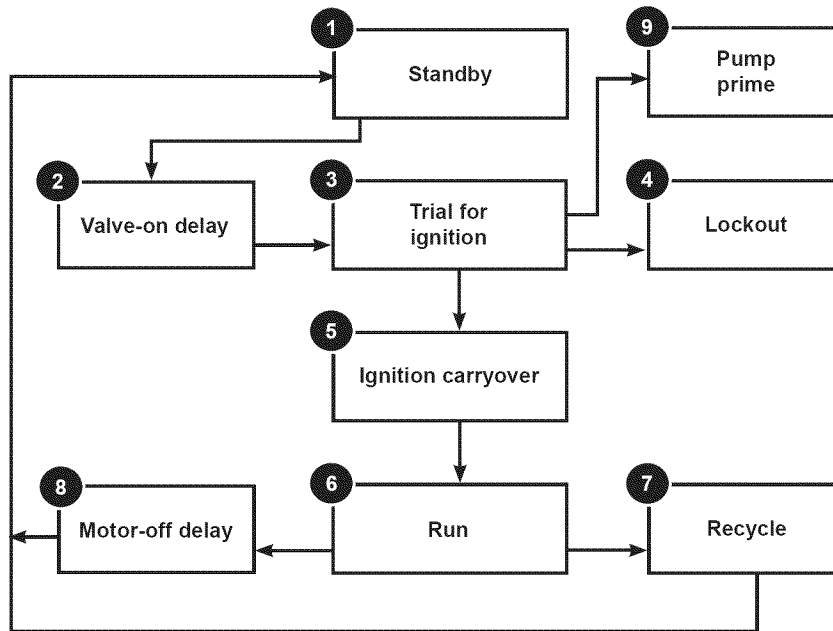 1
Standby
9
Pump
prime
2
Valve-on delay
3
Trial for
ignition
4
Lockout
5
Ignition carryover
8
Motor-off delay
6
Run
7
Recycle